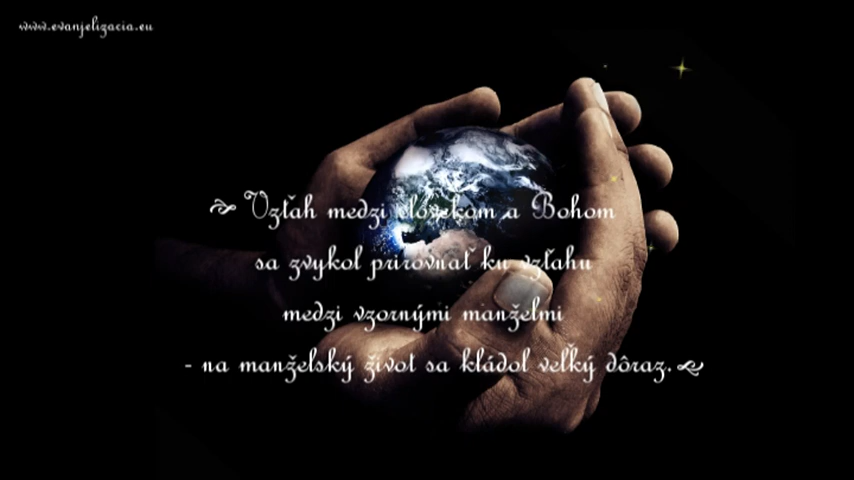 www.evanjelizacia.eu
Vzťah medzi človekom a Bohom
sa zvykol prirovnať ku vzťahu
medzi vzornými manželmi
- na manželský život sa kládol veľký dôraz.